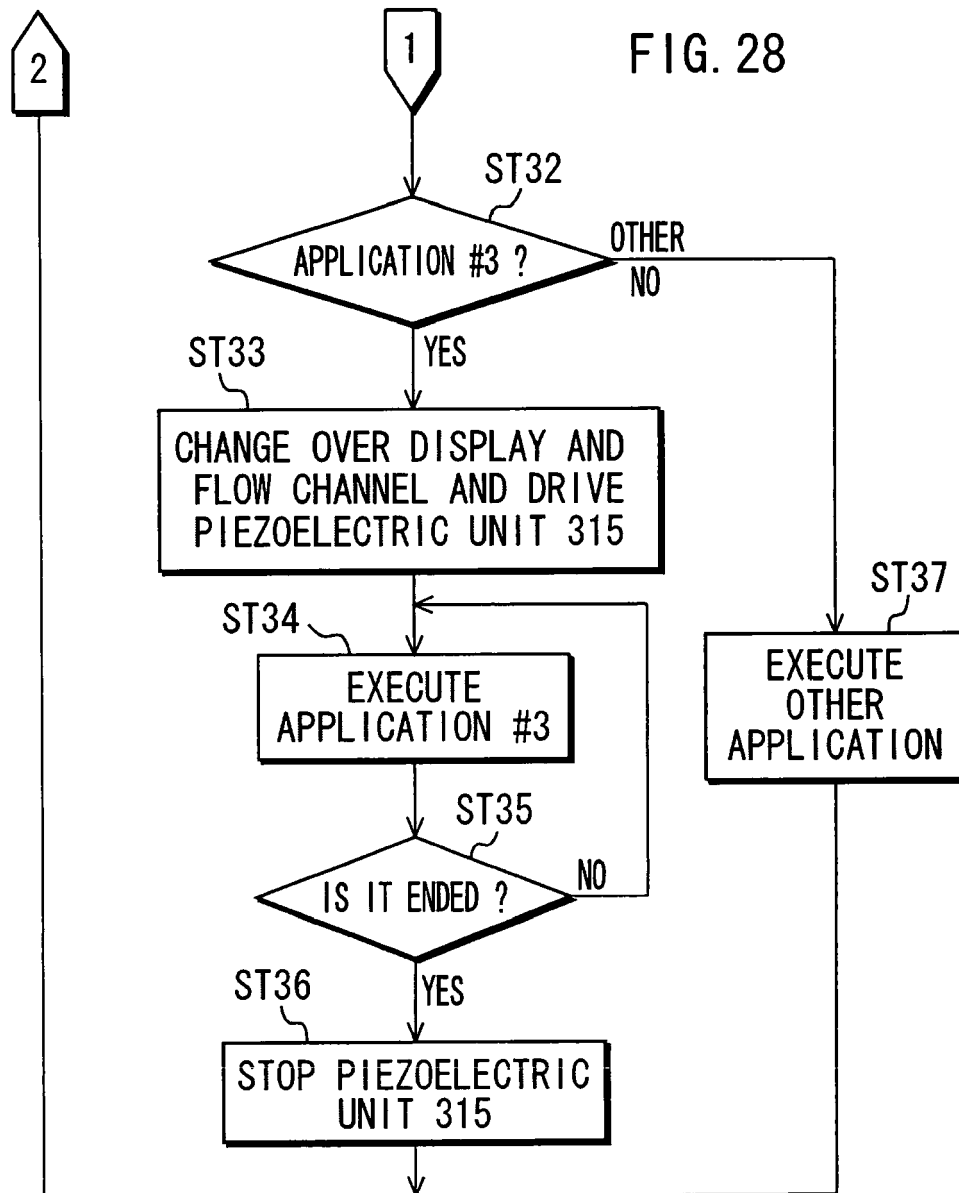 2
1
FIG. 28
ST32
APPLICATION #3 ?
OTHER
NO
YES
ST33
CHANGE OVER DISPLAY AND
FLOW CHANNEL AND DRIVE
PIEZOELECTRIC UNIT 315
ST34
EXECUTE
APPLICATION #3
ST37
EXECUTE
OTHER
APPLICATION
ST35
IS IT ENDED ?
NO
YES
ST36
STOP PIEZOELECTRIC
UNIT 315